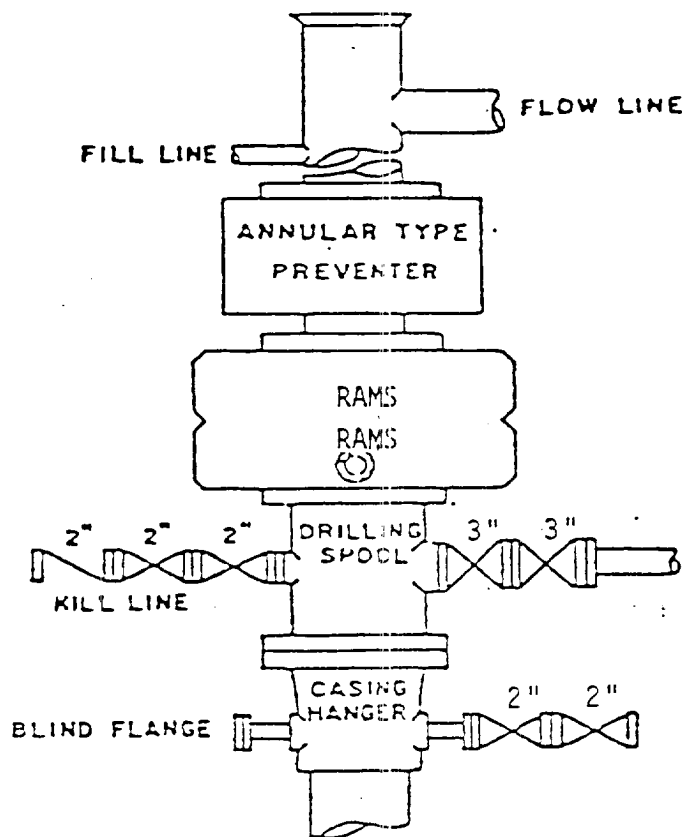 FLOW LINE
FILL LINE
ANNULAR TYPE
PREVENTER
RAMS
RAMS
2" 2" 2"
DRILLING
SPOOL
3" 3"
KILL LINE
CASING
HANGER
2" 2"
BLIND FLANGE